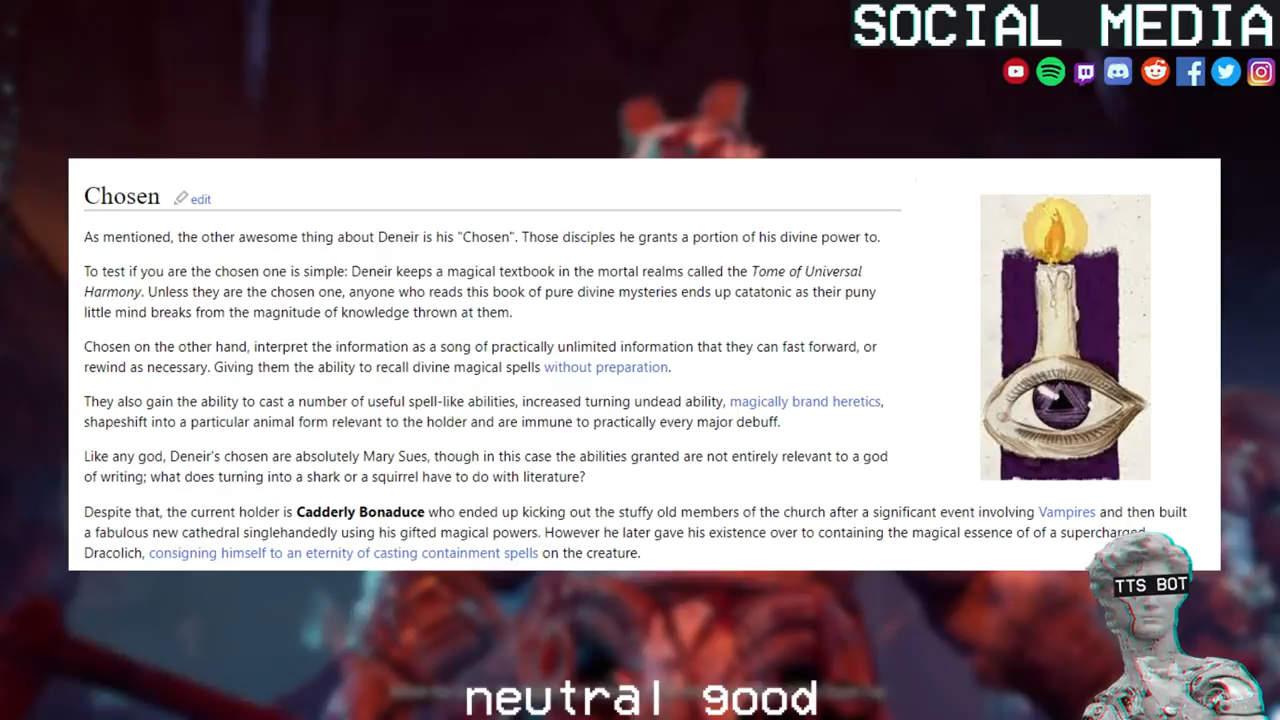 SOCIAL MEDIA
Chosen edit
As mentioned, the other awesome thing about Deneir is his "Chosen". Those disciples he grants a portion of his divine power to.
To test if you are the chosen one is simple: Deneir keeps a magical textbook in the mortal realms called the Tome of Universal
Harmony. Unless they are the chosen one, anyone who reads this book of pure divine mysteries ends up catatonic as their puny
little mind breaks from the magnitude of knowledge thrown at them.
Chosen on the other hand, interpret the information as a song of practically unlimited information that they can fast forward, or
rewind as necessary. Giving them the ability to recall divine magical spells without preparation.
They also gain the ability to cast a number of useful spell-like abilities, increased turning undead ability, magically brand heretics,
shapeshift into a particular animal form relevant to the holder and are immune to practically every major debuff.
Like any god, Deneir's chosen are absolutely Mary Sues, though in this case the abilities granted are not entirely relevant to a god
of writing; what does turning into a shark or a squirrel have to do with literature?
Despite that, the current holder is Cadderly Bonaduce who ended up kicking out the stuffy old members of the church after a significant event involving Vampires and then built
a fabulous new cathedral singlehandedly using his gifted magical powers. However he later gave his existence over to containing the magical essence of of a supercharged
Dracolich, consigning himself to an eternity of casting containment spells on the creature.
TTS BOT
neutral good